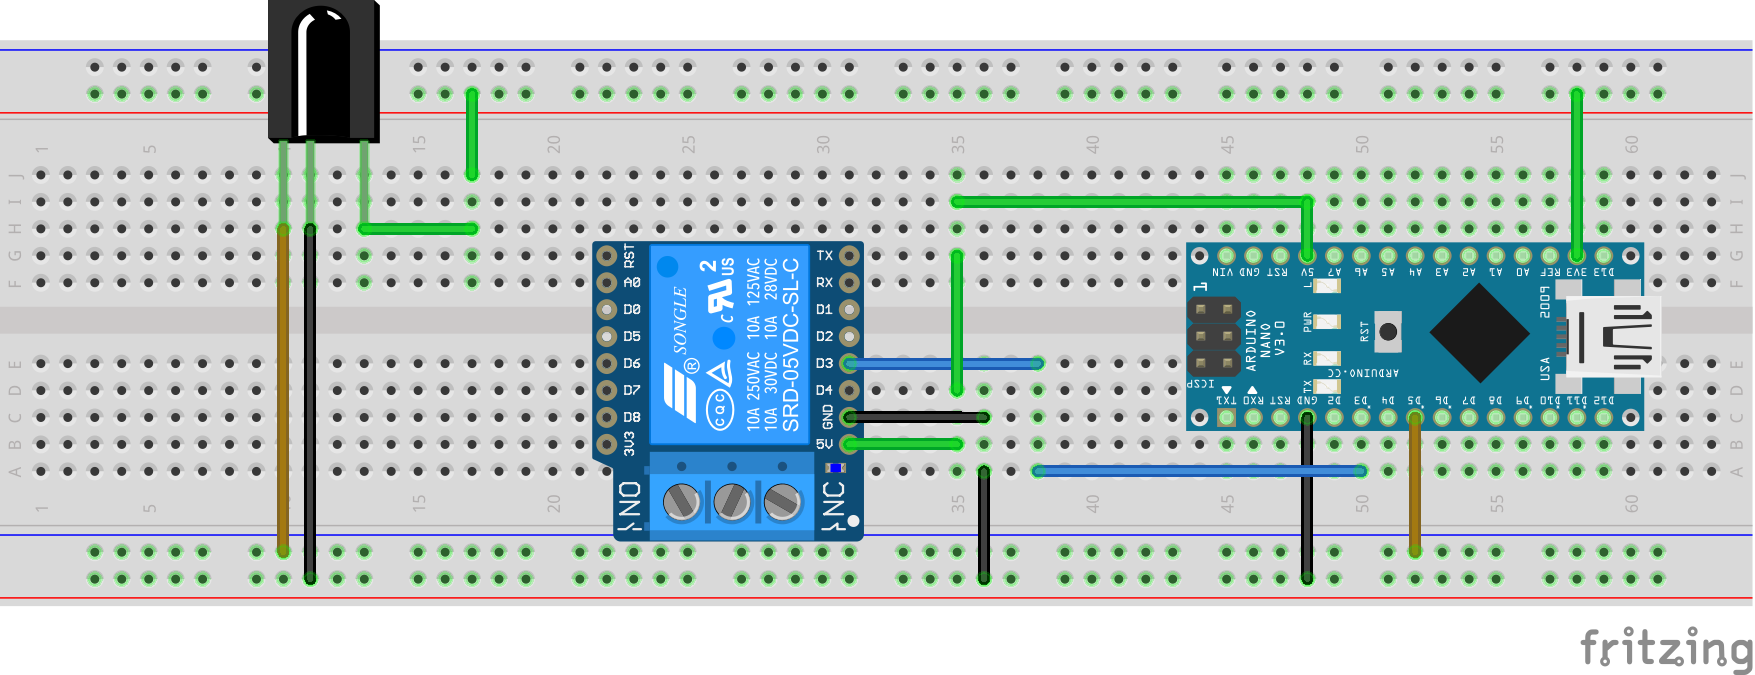 1 5 15 20 25 30 35 40 45 50 55 60
J J
I I
H H
G G
F F
E E
D D
C C
B B
A A
1 5 15 20 35 40 45 50 55 60
RST
A0
D0
D5
D6
D7
D8
3V3
TX
RX
D1
D2
D3
D4
GND
5V
SONGLE
®
c RU US 2
CQC
10A 250VAC 10A 125VAC
10A 30VDC 10A 28VDC
SRD-05VDC-SL-C
NO
NC
VIN GND RST 5V A7 A6 A5 A4 A3 A2 A1 A0 REF 3V3 D13
1
ICSP
ARDUINO
NANO
V3.0
L
PWR
RX
TX
RST
ARDUINO.CC
USA
TX1 RX0 RST GND D2 D3 D4 D5 D6 D7 D8 D9 D10 D11 D12
fritzing